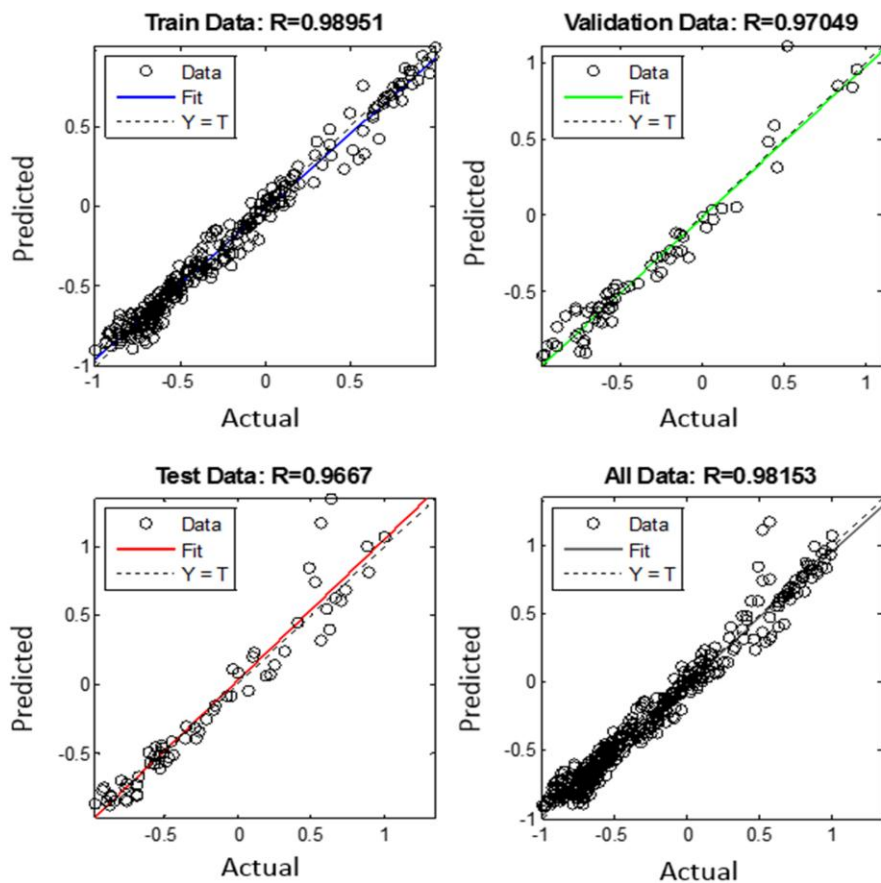 Train Data: R=0.98951
Data
Fit
Y = T
0.5
0
-0.5
-1
-1
-0.5
0
0.5
Predicted
Actual
Validation Data: R=0.97049
Data
Fit
Y = T
1
0.5
0
-0.5
-0.5
0
0.5
1
Predicted
Actual
Test Data: R=0.9667
Data
Fit
Y = T
1
0.5
0
-0.5
-0.5
0
0.5
1
Predicted
Actual
All Data: R=0.98153
Data
Fit
Y = T
1
0.5
0
-0.5
-1
-1
-0.5
0
0.5
1
Predicted
Actual